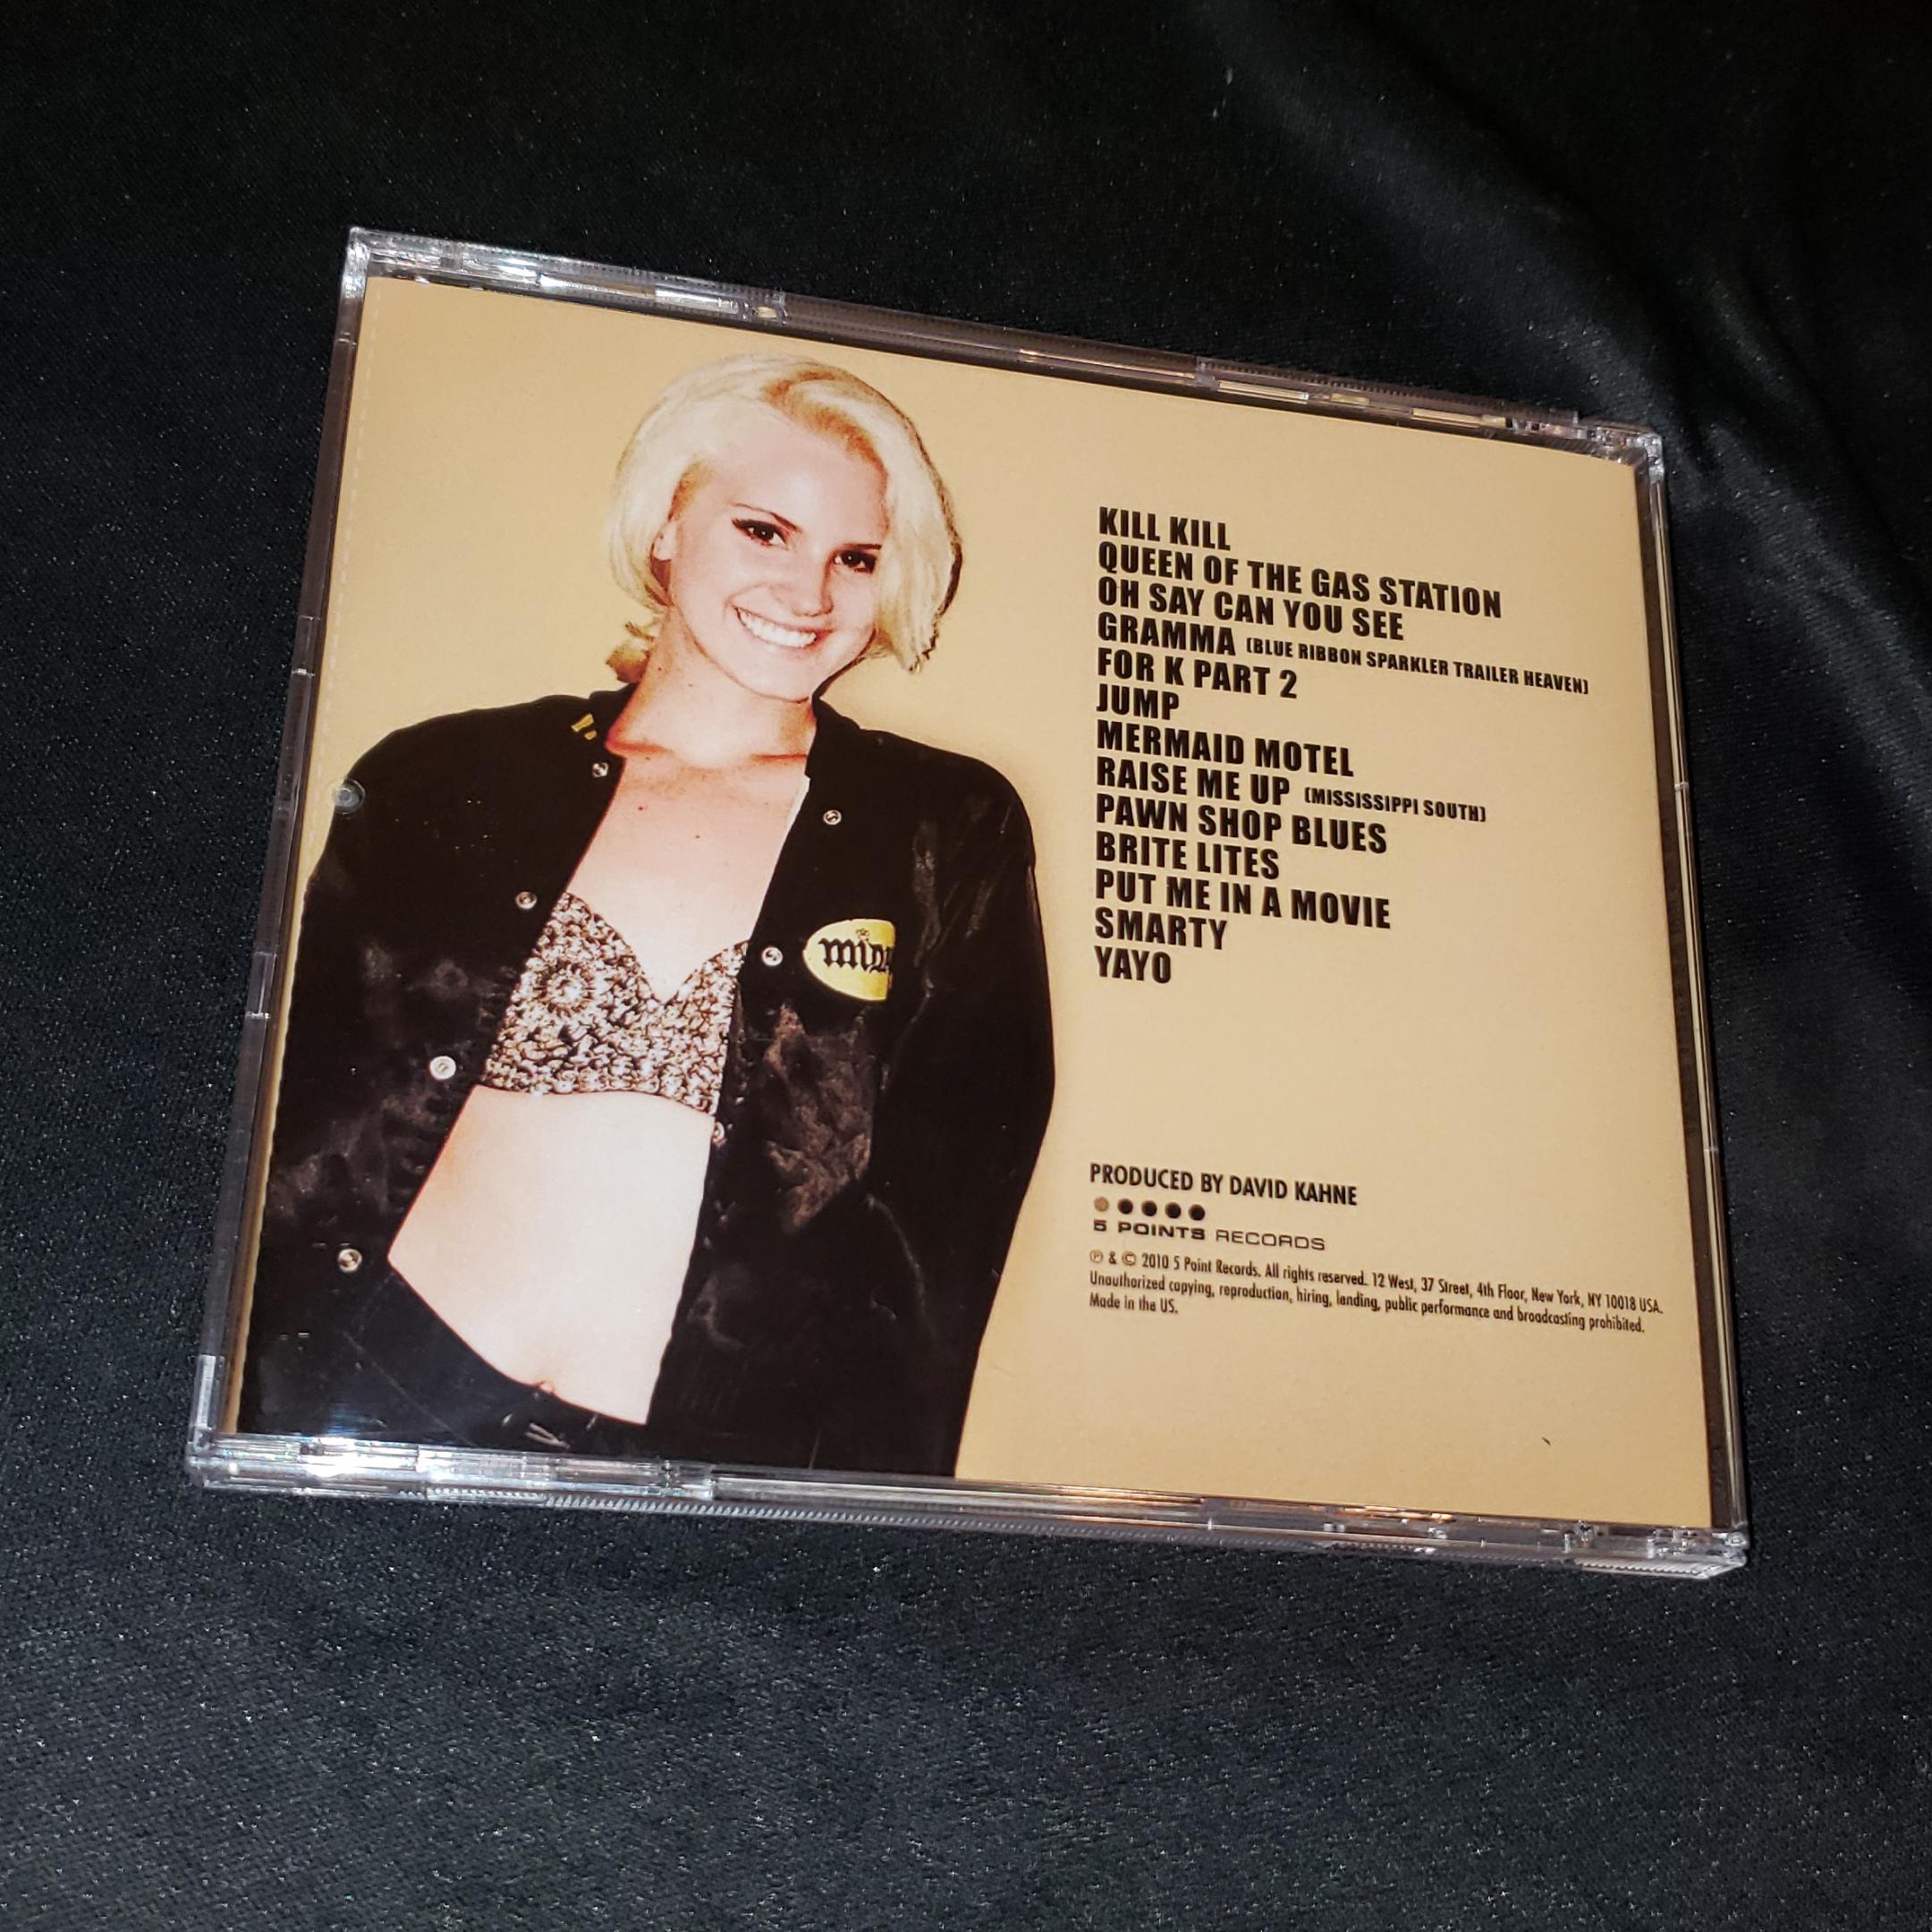 KILL KILL
QUEEN OF THE GAS STATION
OH SAY CAN YOU SEE
GRAMMA (BLUE RIBBON SPARKLER TRAILER HEAVEN)
FOR K PART 2
JUMP
MERMAID MOTEL
RAISE ME UP (MISSISSIPPI SOUTH)
PAWN SHOP BLUES
BRITE LITES
PUT ME IN A MOVIE
SMARTY
YAYO
PRODUCED BY DAVID KAHNE
5 POINTS RECORDS
℗ & © 2010 5 Point Records. All rights reserved. 12 West, 37 Street, 4th Floor, New York, NY 10018 USA.
Unauthorized copying, reproduction, hiring, landing, public performance and broadcasting prohibited.
Made in the US.